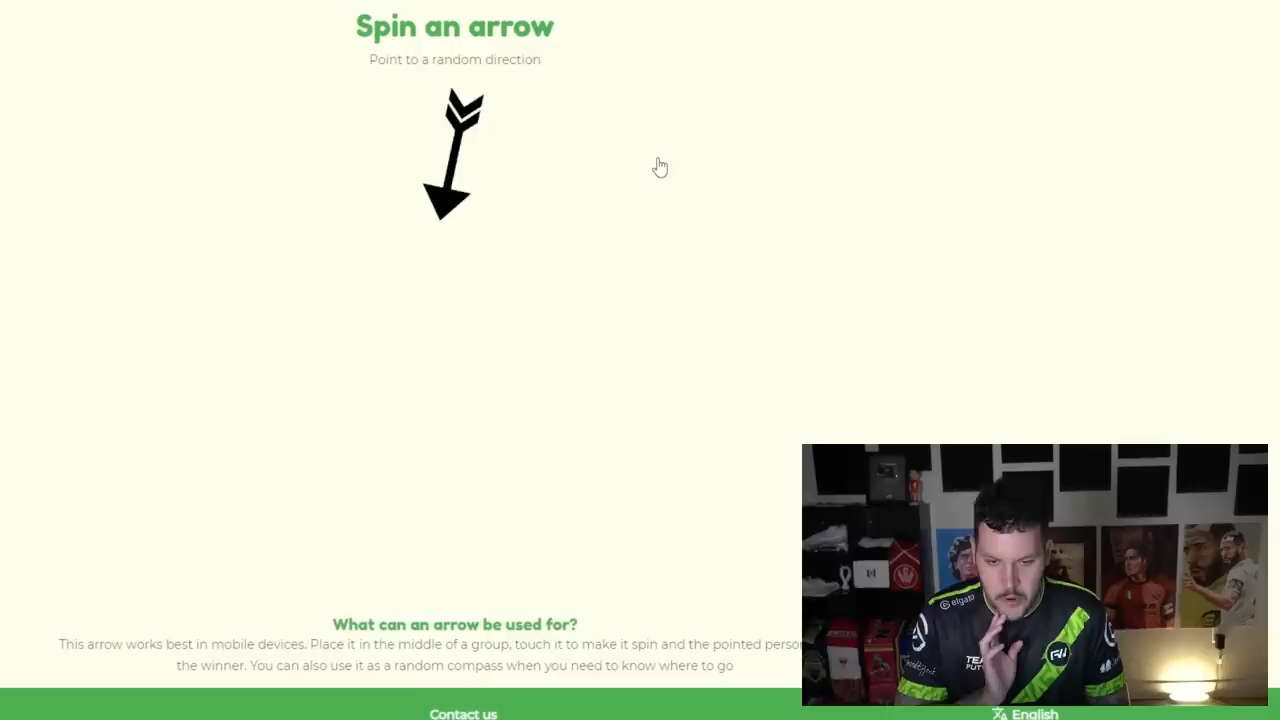 Spin an arrow
Point to a random direction
What can an arrow be used for?
This arrow works best in mobile devices. Place it in the middle of a group, touch it to make it spin and the pointed person
the winner. You can also use it as a random compass when you need to know where to go
elgato
Contact us
English